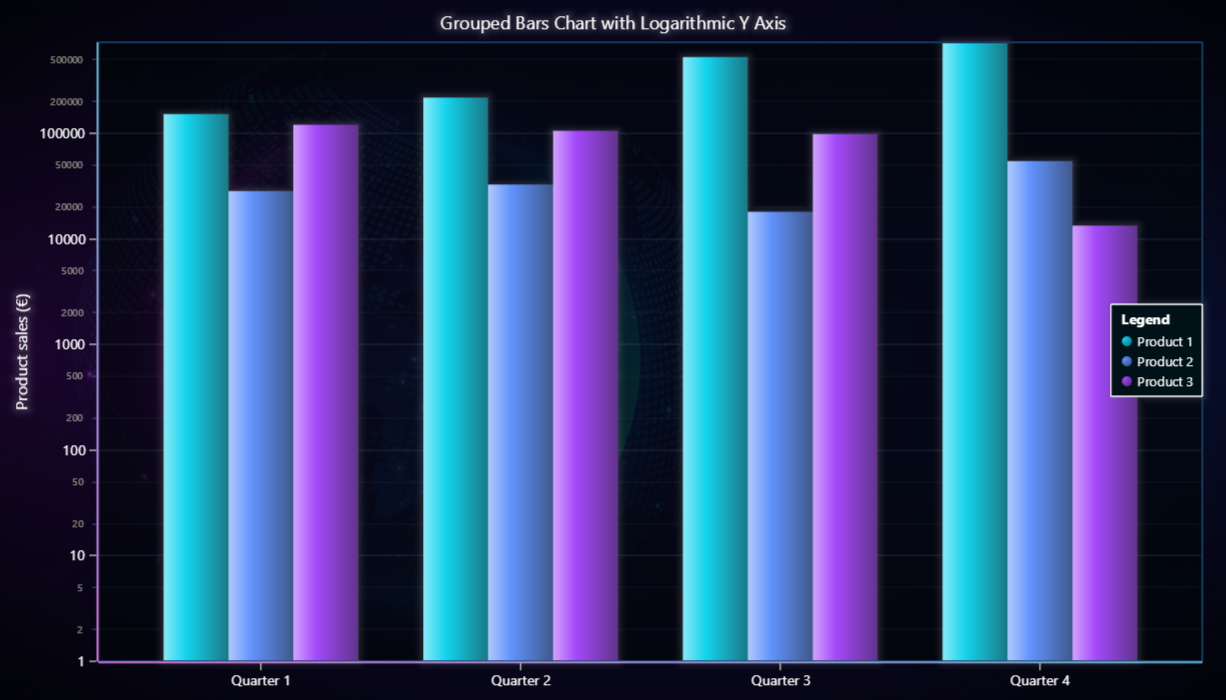 Grouped Bars Chart with Logarithmic Y Axis
500000
200000
100000
50000
20000
10000
5000
2000
1000
500
200
100
50
20
10
5
2
1
Product sales (€)
Legend
Product 1
Product 2
Product 3
Quarter 1 Quarter 2 Quarter 3 Quarter 4